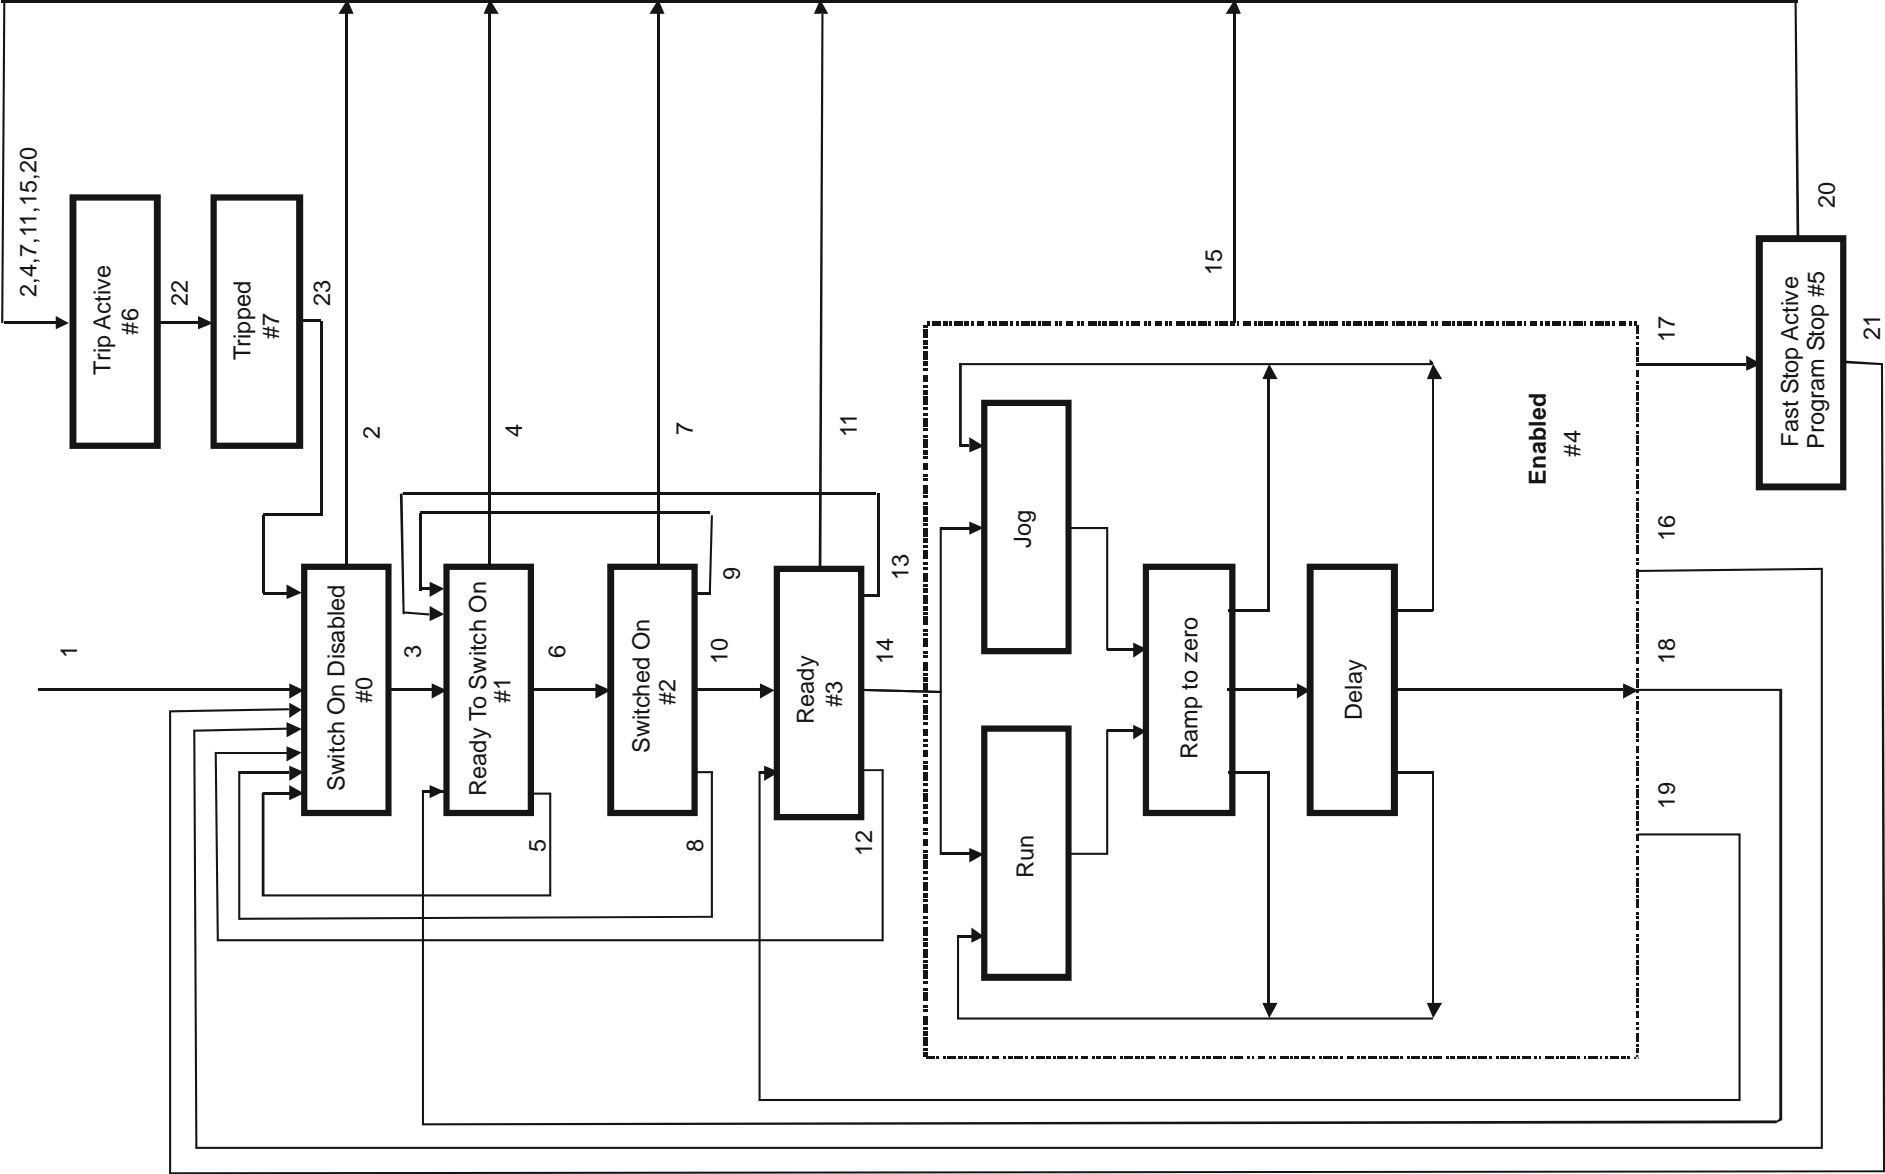 2,4,7,11,15,20
Trip Active
#6
22
Tripped
#7
23
1
Switch On Disabled
#0
2
3
Ready To Switch On
#1
4
5
6
Switched On
#2
7
8
9
10
Ready
#3
11
12
13
14
Run
Jog
Ramp to zero
Delay
Enabled
#4
15
16
17
18
19
Fast Stop Active
Program Stop #5
20
21